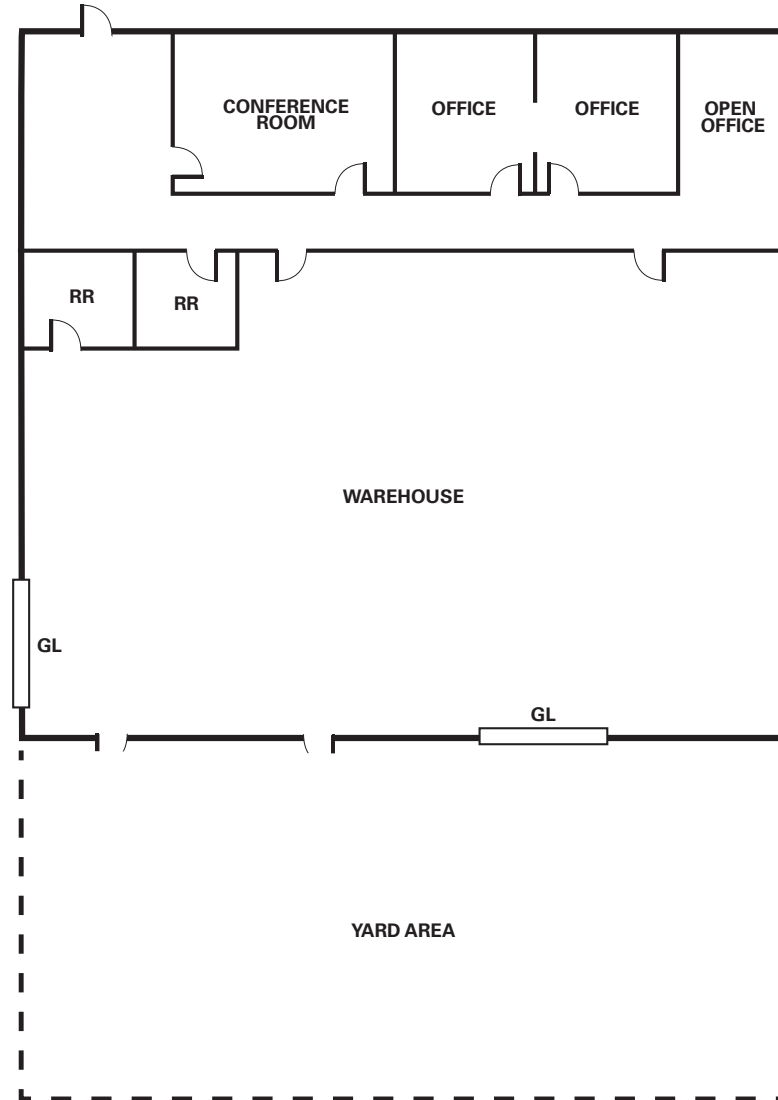 CONFERENCE
ROOM
OFFICE
OFFICE
OPEN
OFFICE
RR
RR
WAREHOUSE
GL
GL
YARD AREA